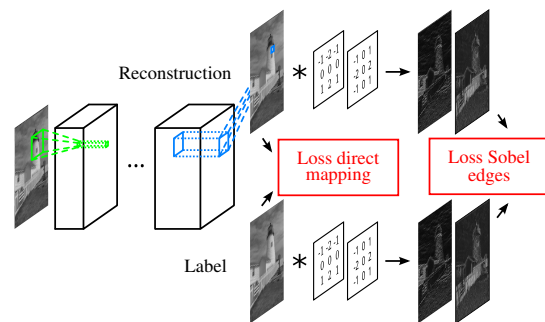 Reconstruction
-1 -2 -1
0 0 0
1 2 1
-1 0 1
-2 0 2
-1 0 1
*
...
Loss direct
mapping
Loss Sobel
edges
Label
*
-1 -2 -1
0 0 0
1 2 1
-1 0 1
-2 0 2
-1 0 1